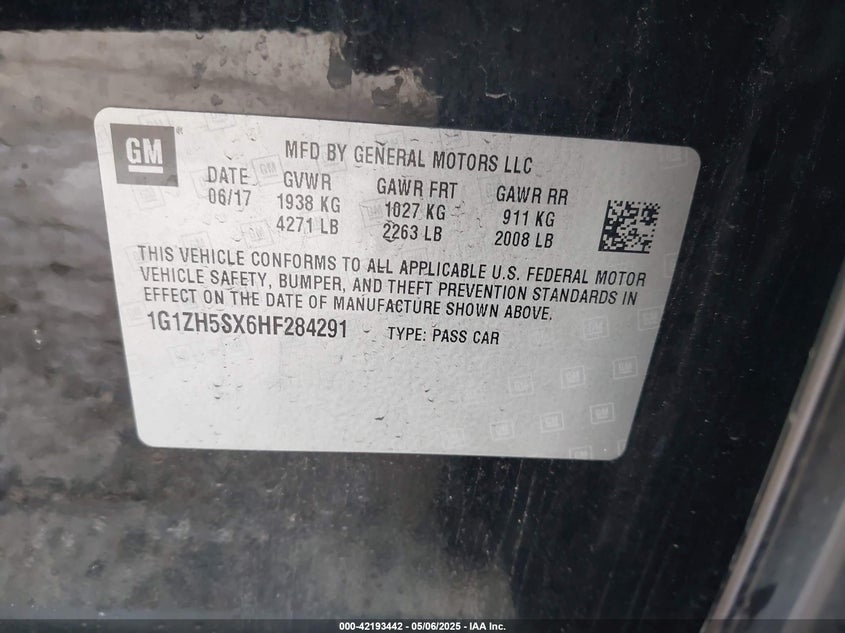 GM
®
MFD BY GENERAL MOTORS LLC
DATE GVWR GAWR FRT GAWR RR
06/17 1938 KG 1027 KG 911 KG
4271 LB 2263 LB 2008 LB
THIS VEHICLE CONFORMS TO ALL APPLICABLE U.S. FEDERAL MOTOR
VEHICLE SAFETY, BUMPER, AND THEFT PREVENTION STANDARDS IN
EFFECT ON THE DATE OF MANUFACTURE SHOWN ABOVE.
1G1ZH5SX6HF284291 TYPE: PASS CAR
000-42193442 - 05/06/2025 - IAA Inc.